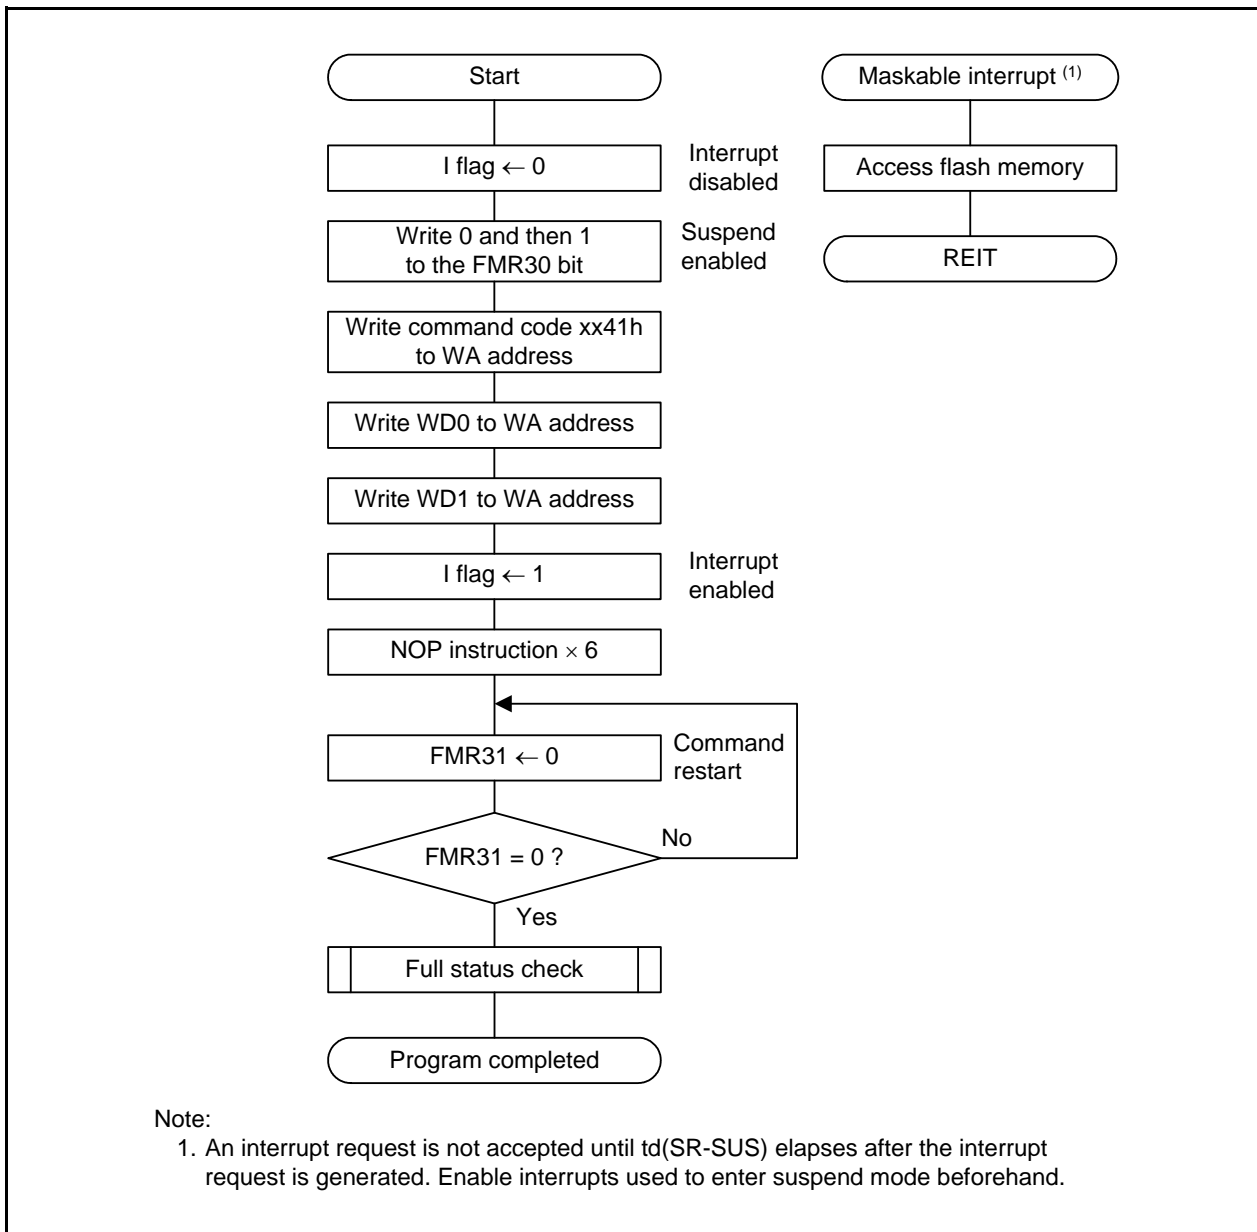 Start
I flag ← 0
Interrupt
disabled
Write 0 and then 1
to the FMR30 bit
Suspend
enabled
Write command code xx41h
to WA address
Write WD0 to WA address
Write WD1 to WA address
I flag ← 1
Interrupt
enabled
NOP instruction × 6
FMR31 ← 0
Command
restart
FMR31 = 0 ?
No
Yes
Full status check
Program completed
Maskable interrupt (1)
Access flash memory
REIT
Note:
1. An interrupt request is not accepted until td(SR-SUS) elapses after the interrupt
request is generated. Enable interrupts used to enter suspend mode beforehand.